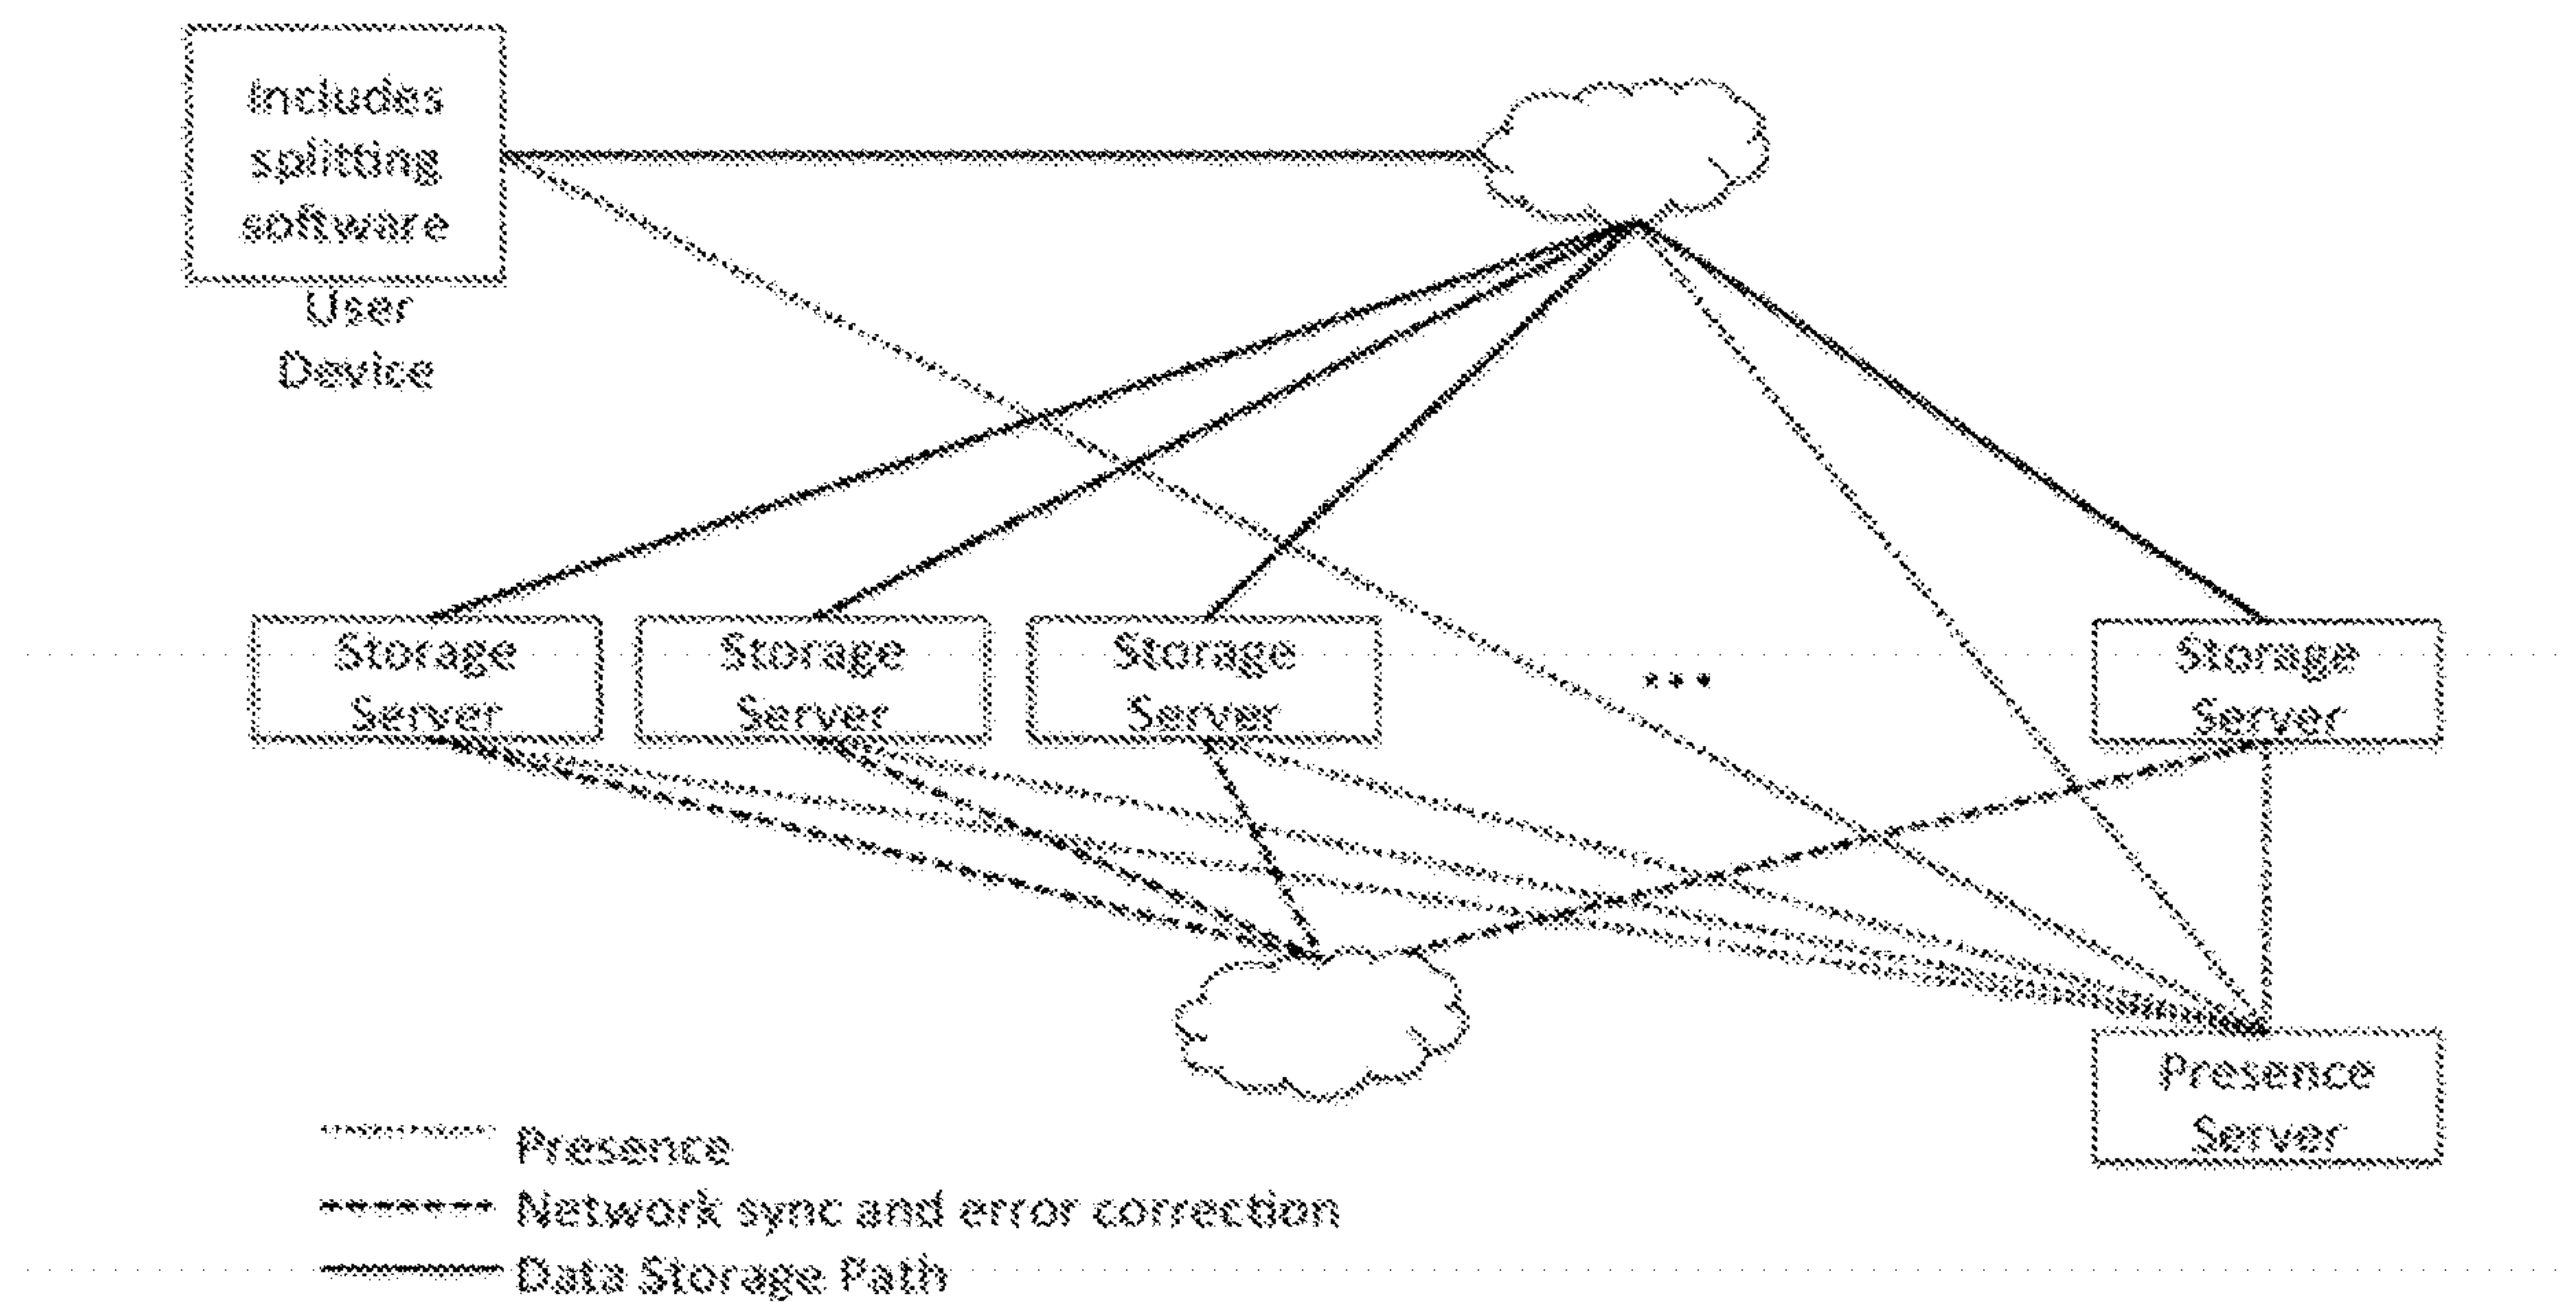 Includes
splitting
software
User
Device
Storage
Server
Storage
Server
Storage
Server
...
Storage
Server
Presence
Server
Presence
Network sync and error correction
Data Storage Path